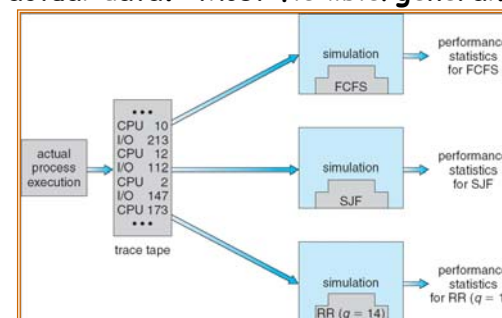 performance
simulation
statistics
for FCFS
FCFS
•••
CPU 10
I/O 213
actual
process
execution
CPU 12
I/O 112
CPU 2
I/O 147
CPU 173
•••
trace tape
simulation
performance
statistics
for SJF
SJF
simulation
performance
statistics
for RR (q = 1
RR (q = 14)